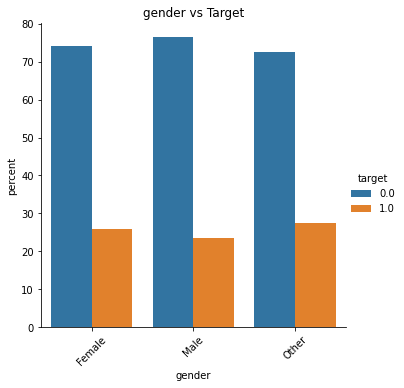 gender vs Target
80
70
60
50
40
30
20
10
0
percent
Female
Male
Other
gender
target
0.0
1.0